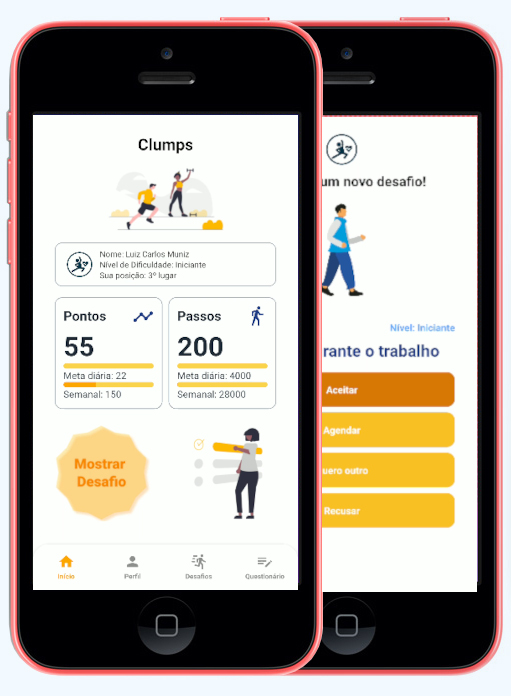 Clumps
Nome: Luiz Carlos Muniz
Nível de Dificuldade: Iniciante
Sua posição: 3º lugar
Pontos
55
Meta diária: 22
Semanal: 150
Passos
200
Meta diária: 4000
Semanal: 28000
Mostrar
Desafio
Início
Perfil
Desafios
Questionário
um novo desafio!
Nível: Iniciante
rante o trabalho
Aceitar
Agendar
uero outro
Recusar